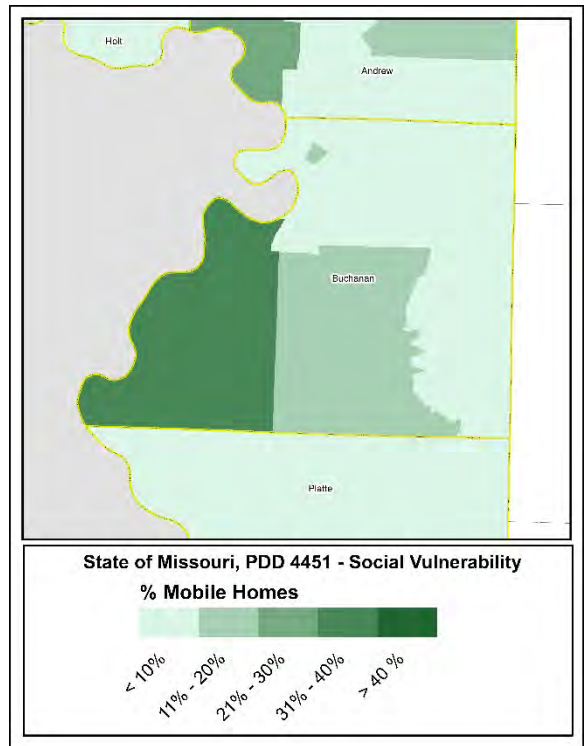 Holt
Andrew
Buchanan
Platte
State of Missouri, PDD 4451 - Social Vulnerability
% Mobile Homes
< 10%
11% - 20%
21% - 30%
31% - 40%
> 40 %